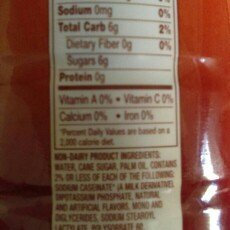 Sodium 0mg 0%
Total Carb 6g 2%
Dietary Fiber 0g 0%
Sugars 6g
Protein 0g
Vitamin A 0% • Vitamin C 0%
Calcium 0% • Iron 0%
*Percent Daily Values are based on a
2,000 calorie diet.
NON-DAIRY PRODUCT INGREDIENTS:
WATER, CANE SUGAR, PALM OIL, CONTAINS
2% OR LESS OF EACH OF THE FOLLOWING:
SODIUM CASEINATE* (A MILK DERIVATIVE)
DIPOTASSIUM PHOSPHATE, NATURAL
AND ARTIFICIAL FLAVORS, MONO AND
DIGLYCERIDES, SODIUM STEAROYL
LACTYLATE, POLYSORBATE 60